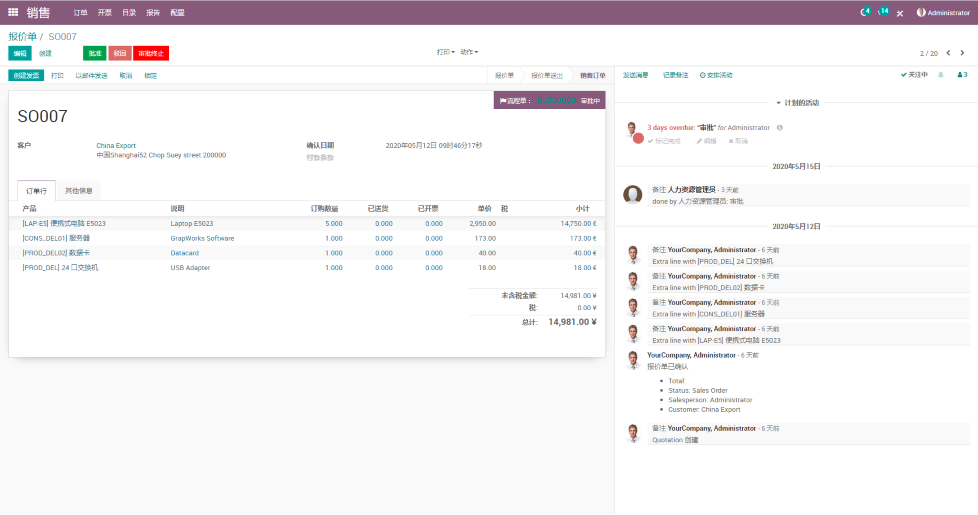 销售 订单 开票 目录 报告 配置 4 14 Administrator
报价单 / SO007
编辑 创建 批准 驳回 审批终止 打印 动作 2 / 20
创建发票 打印 以邮件发送 取消 锁定 报价单 报价单送出 销售订单 发送消息 记录备注 安排活动 关注中 3
流程单： 审批中
SO007
客户 China Export
中国Shanghai52 Chop Suey street 200000
确认日期 2020年05月12日 09时46分17秒
付款条款
订单行 其他信息
产品 说明 订购数量 已送货 已开票 单价 税 小计
[LAP-E5] 便携式电脑 E5023 Laptop E5023 5.000 0.000 0.000 2,950.00 14,750.00 €
[CONS_DEL01] 服务器 GrapWorks Software 1.000 0.000 0.000 173.00 173.00 €
[PROD_DEL02] 数据卡 Datacard 1.000 0.000 0.000 40.00 40.00 €
[PROD_DEL] 24 口交换机 USB Adapter 1.000 0.000 0.000 18.00 18.00 €
未含税金额: 14,981.00 ¥
税: 0.00 ¥
总计: 14,981.00 ¥
计划的活动
3 days overdue: "审批" for Administrator
标记完成 编辑 取消
2020年5月15日
备注 人力资源管理员 - 3 天前
done by 人力资源管理员: 审批.
2020年5月12日
备注 YourCompany, Administrator - 6 天前
Extra line with [PROD_DEL] 24 口交换机
备注 YourCompany, Administrator - 6 天前
Extra line with [PROD_DEL02] 数据卡
备注 YourCompany, Administrator - 6 天前
Extra line with [CONS_DEL01] 服务器
备注 YourCompany, Administrator - 6 天前
Extra line with [LAP-E5] 便携式电脑 E5023
YourCompany, Administrator - 6 天前
报价单已确认
• Total:
• Status: Sales Order
• Salesperson: Administrator
• Customer: China Export
备注 YourCompany, Administrator - 6 天前
Quotation 创建